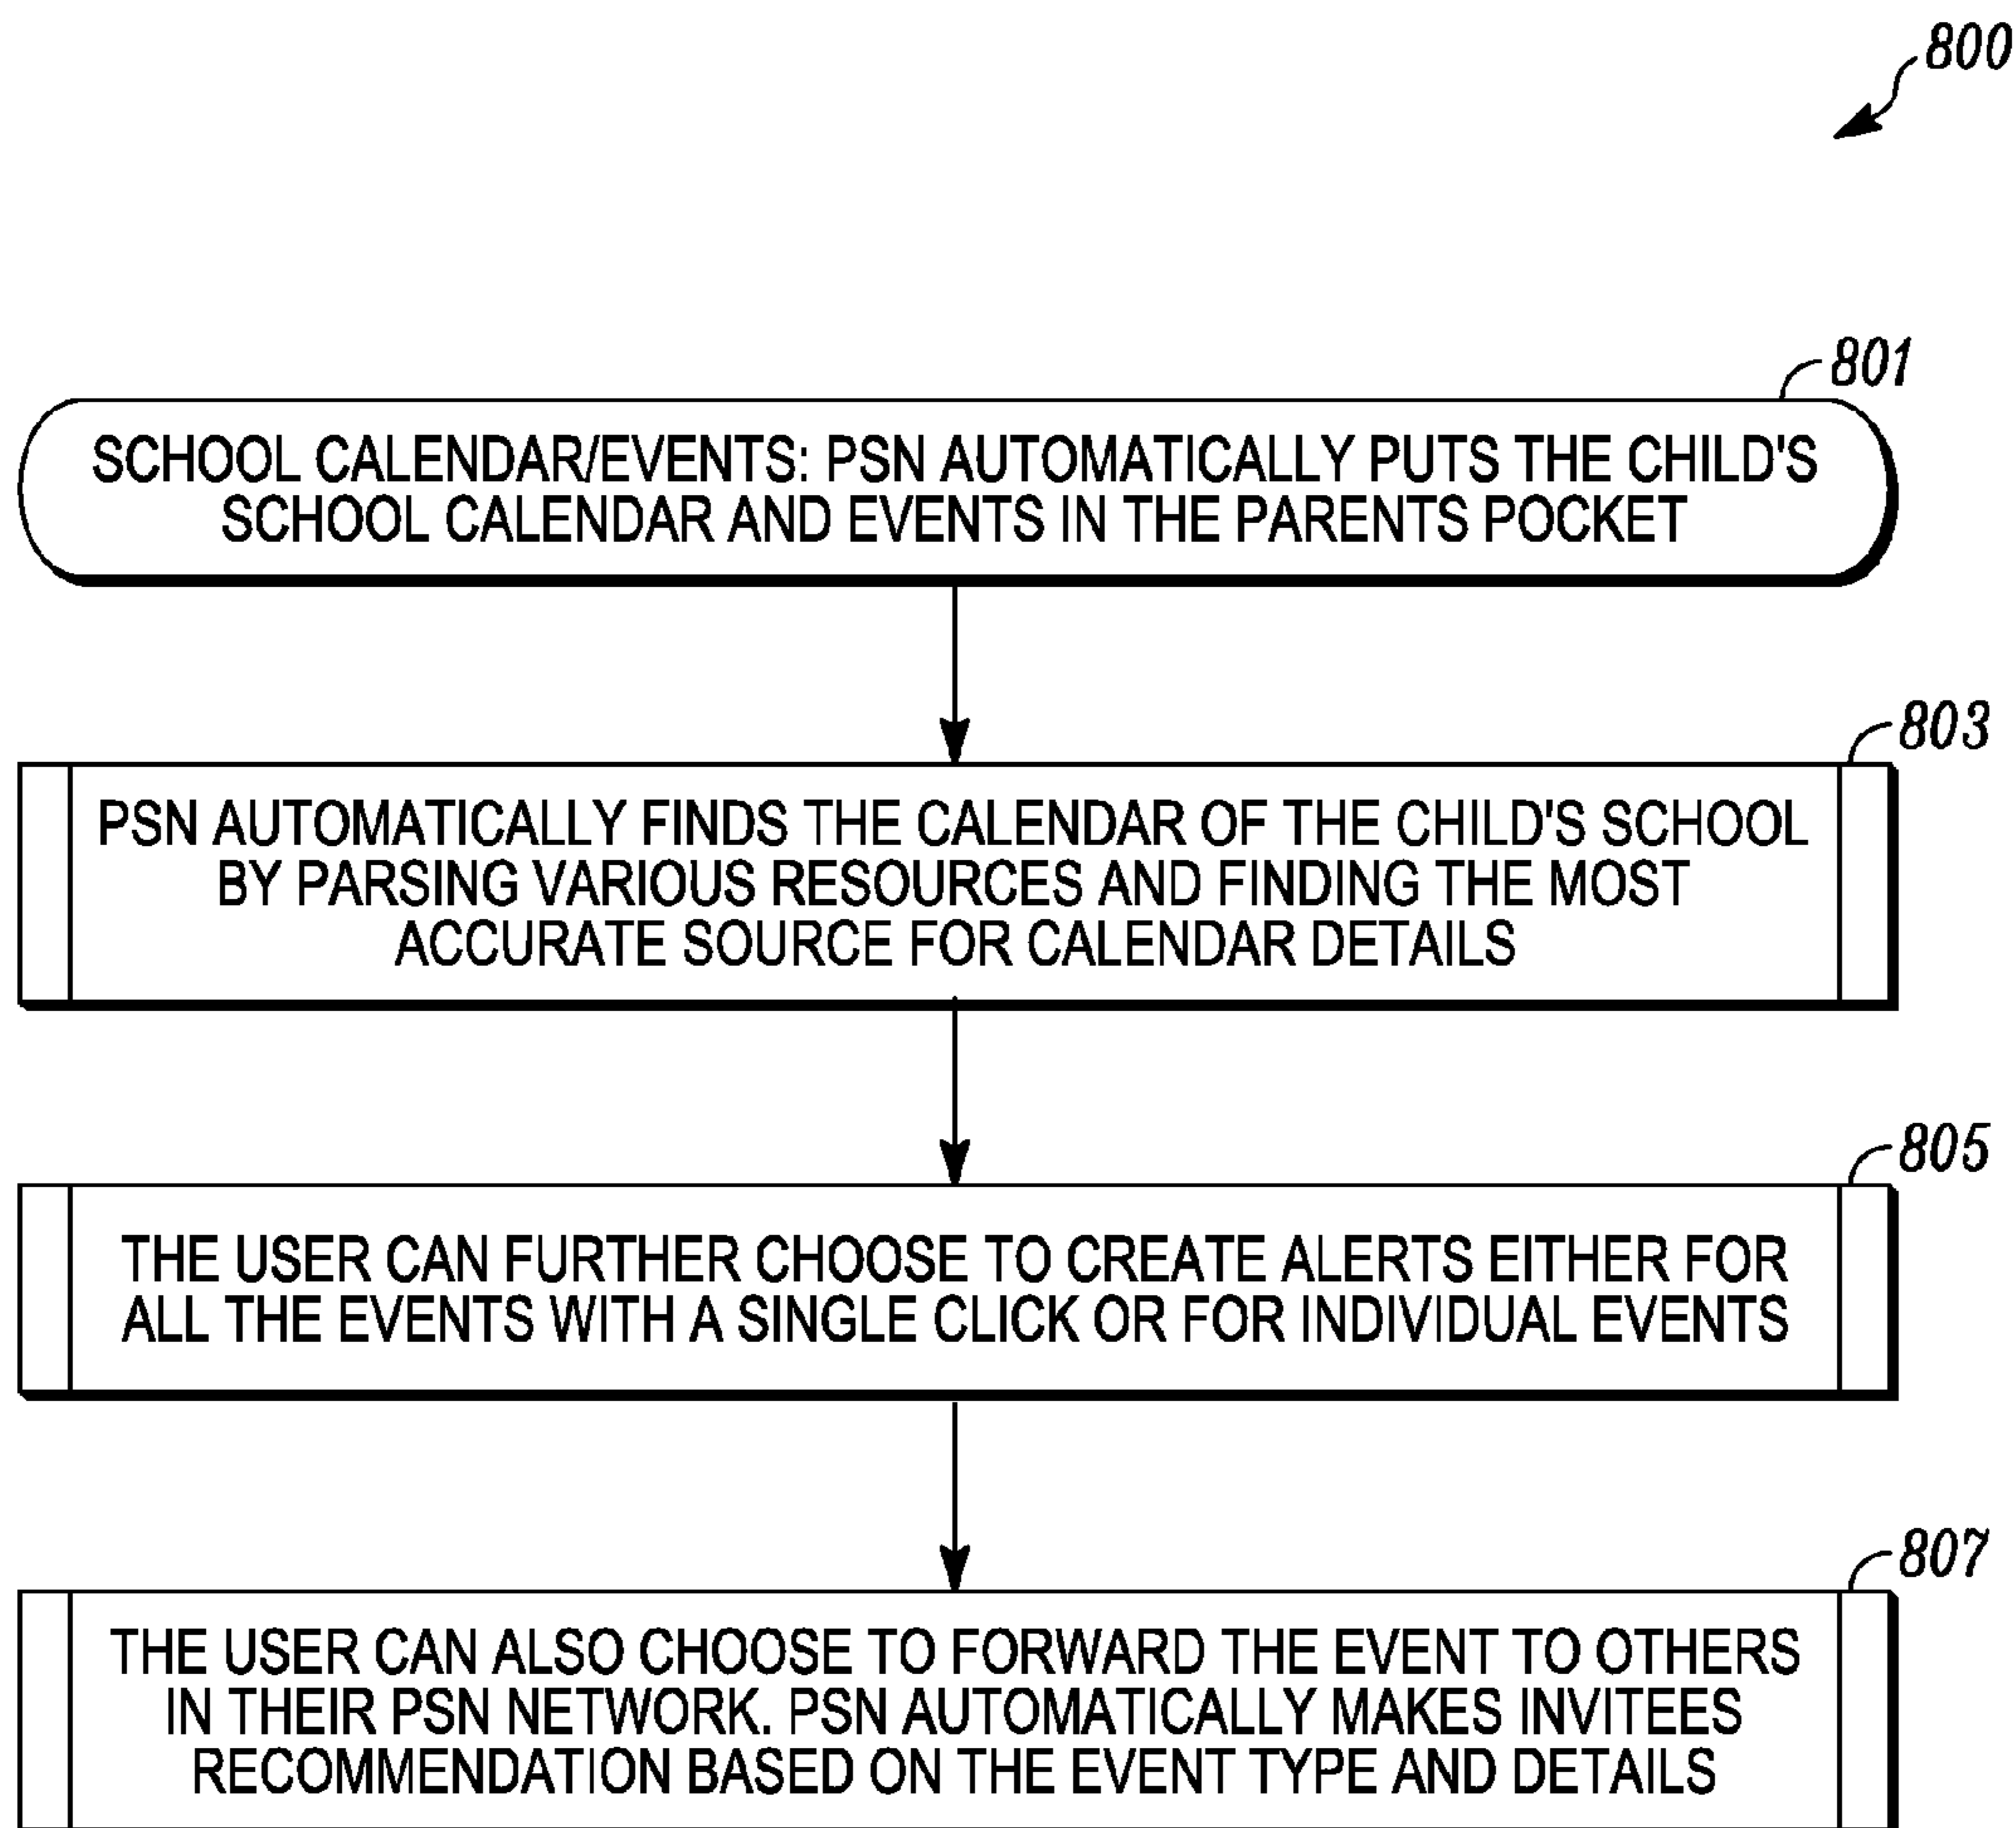 800
801
SCHOOL CALENDAR/EVENTS: PSN AUTOMATICALLY PUTS THE CHILD'S
SCHOOL CALENDAR AND EVENTS IN THE PARENTS POCKET
803
PSN AUTOMATICALLY FINDS THE CALENDAR OF THE CHILD'S SCHOOL
BY PARSING VARIOUS RESOURCES AND FINDING THE MOST
ACCURATE SOURCE FOR CALENDAR DETAILS
805
THE USER CAN FURTHER CHOOSE TO CREATE ALERTS EITHER FOR
ALL THE EVENTS WITH A SINGLE CLICK OR FOR INDIVIDUAL EVENTS
807
THE USER CAN ALSO CHOOSE TO FORWARD THE EVENT TO OTHERS
IN THEIR PSN NETWORK. PSN AUTOMATICALLY MAKES INVITEES
RECOMMENDATION BASED ON THE EVENT TYPE AND DETAILS